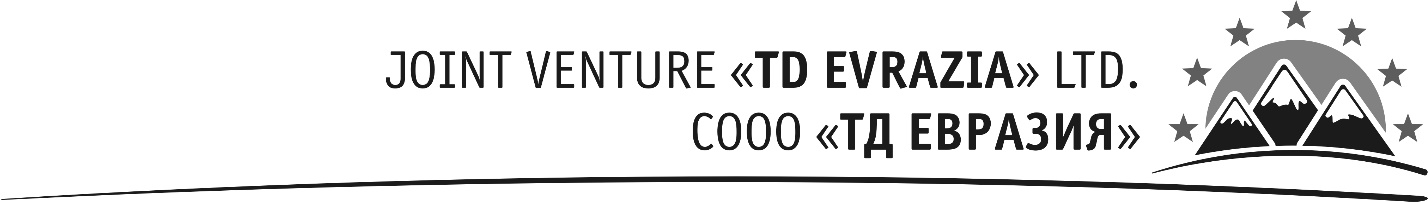 JOINT VENTURE «TD EVRAZIA» LTD.
СООО «ТД ЕВРАЗИЯ»